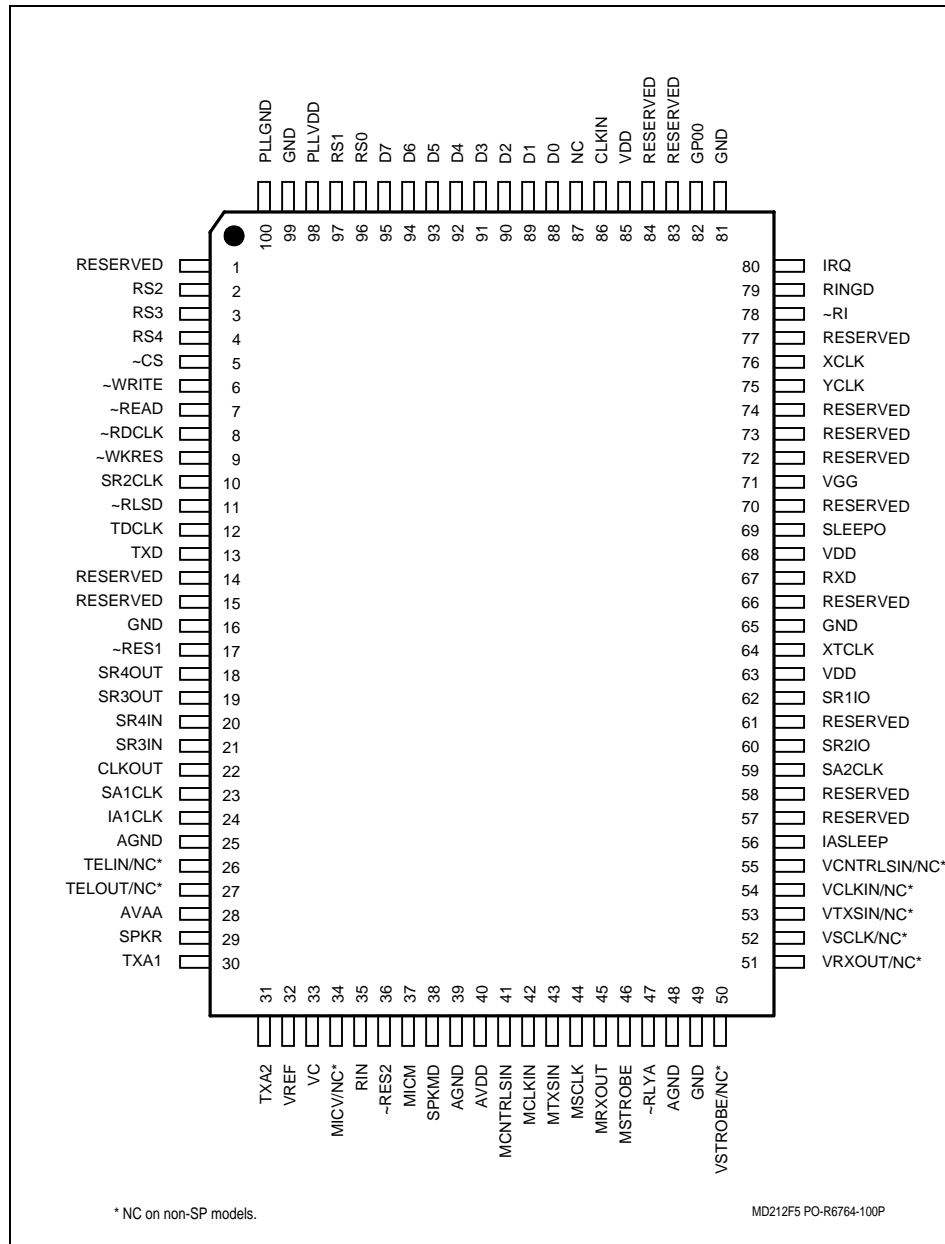 PLLGND
GND
PLLVDD
RS1
RS0
D7
D6
D5
D4
D3
D2
D1
D0
NC
CLKIN
VDD
RESERVED
RESERVED
GP00
GND
100
99
98
97
96
95
94
93
92
91
90
89
88
87
86
85
84
83
82
81
RESERVED 1
RS2 2
RS3 3
RS4 4
~CS 5
~WRITE 6
~READ 7
~RDCLK 8
~WKRES 9
SR2CLK 10
~RLSD 11
TDCLK 12
TXD 13
RESERVED 14
RESERVED 15
GND 16
~RES1 17
SR4OUT 18
SR3OUT 19
SR4IN 20
SR3IN 21
CLKOUT 22
SA1CLK 23
IA1CLK 24
AGND 25
TELIN/NC* 26
TELOUT/NC* 27
AVAA 28
SPKR 29
TXA1 30
80 IRQ
79 RINGD
78 ~RI
77 RESERVED
76 XCLK
75 YCLK
74 RESERVED
73 RESERVED
72 RESERVED
71 VGG
70 RESERVED
69 SLEEPO
68 VDD
67 RXD
66 RESERVED
65 GND
64 XTCLK
63 VDD
62 SR1IO
61 RESERVED
60 SR2IO
59 SA2CLK
58 RESERVED
57 RESERVED
56 IASLEEP
55 VCNTRLSIN/NC*
54 VCLKIN/NC*
53 VTXSIN/NC*
52 VSCLK/NC*
51 VRXOUT/NC*
31
32
33
34
35
36
37
38
39
40
41
42
43
44
45
46
47
48
49
50
TXA2
VREF
VC
MICV/NC*
RIN
~RES2
MICM
SPKMD
AGND
AVDD
MCNTRLSIN
MCLKIN
MTXSIN
MSCLK
MRXOUT
MSTROBE
~RLYA
AGND
GND
VSTROBE/NC*
* NC on non-SP models.
MD212F5 PO-R6764-100P